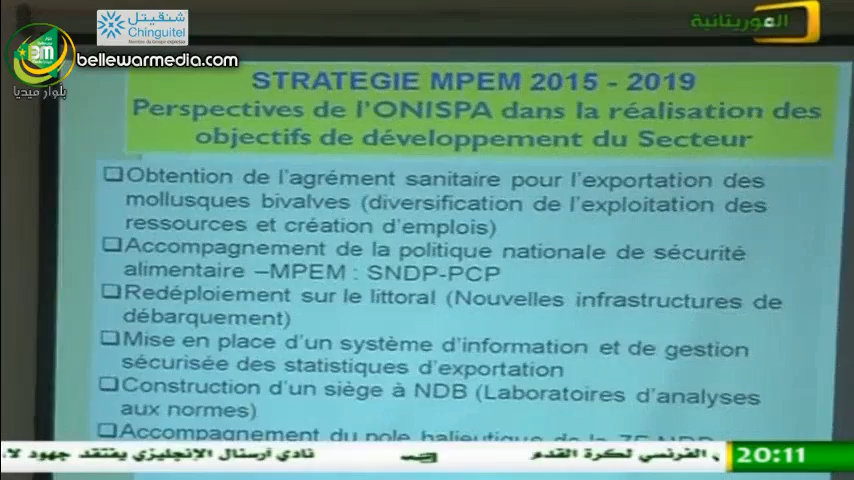 شنقيتل
Chinguitel
الموريتانية
bellewarmedia.com
بلوار ميديا
STRATEGIE MPEM 2015 - 2019
Perspectives de l'ONISPA dans la réalisation des
objectifs de développement du Secteur
❑Obtention de l'agrément sanitaire pour l'exportation des
mollusques bivalves (diversification de l'exploitation des
ressources et création d'emplois)
❑Accompagnement de la politique nationale de sécurité
alimentaire –MPEM : SNDP-PCP
❑Redéploiement sur le littoral (Nouvelles infrastructures de
débarquement)
❑Mise en place d'un système d'information et de gestion
sécurisée des statistiques d'exportation
❑Construction d'un siège à NDB (Laboratoires d'analyses
aux normes)
❑Accompagnement du pole halieutique de la ZF NDB
الفرنسي لكرة القدم
نادي آرسنال الإنجليزي يفتقد جهود
20:11